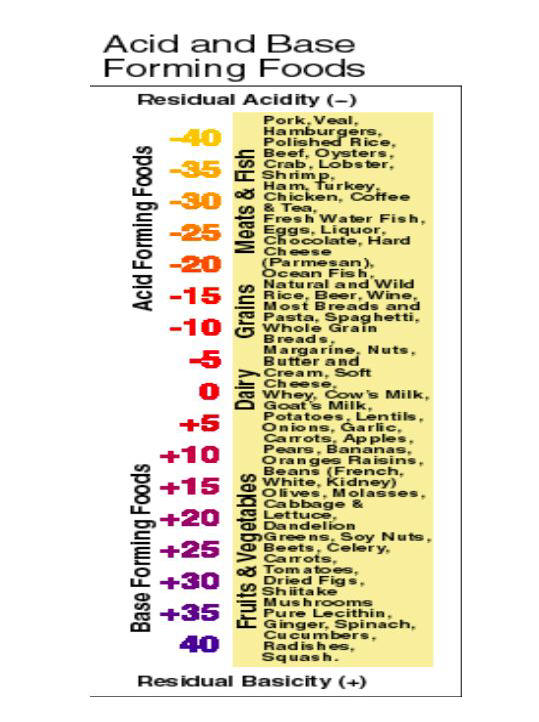 Acid and Base
Forming Foods
Residual Acidity (−)
Acid Forming Foods
Base Forming Foods
-40
-35
-30
-25
-20
-15
-10
-5
0
+5
+10
+15
+20
+25
+30
+35
40
Meats & Fish
Grains
Dairy
Fruits & Vegetables
Pork, Veal,
Hamburgers,
Polished Rice,
Beef, Oysters,
Crab, Lobster,
Shrimp,
Ham, Turkey,
Chicken, Coffee
& Tea,
Fresh Water Fish,
Eggs, Liquor,
Chocolate, Hard
Cheese
(Parmesan),
Ocean Fish,
Natural and Wild
Rice, Beer, Wine,
Most Breads and
Pasta, Spaghetti,
Whole Grain
Breads,
Margarine, Nuts,
Butter and
Cream, Soft
Cheese,
Whey, Cow's Milk,
Goat's Milk,
Potatoes, Lentils,
Onions, Garlic,
Carrots, Apples,
Pears, Bananas,
Oranges Raisins,
Beans (French,
White, Kidney)
Olives, Molasses,
Cabbage &
Lettuce,
Dandelion
Greens, Soy Nuts,
Beets, Celery,
Carrots,
Tomatoes,
Dried Figs,
Shiitake
Mushrooms
Pure Lecithin,
Ginger, Spinach,
Cucumbers,
Radishes,
Squash.
Residual Basicity (+)